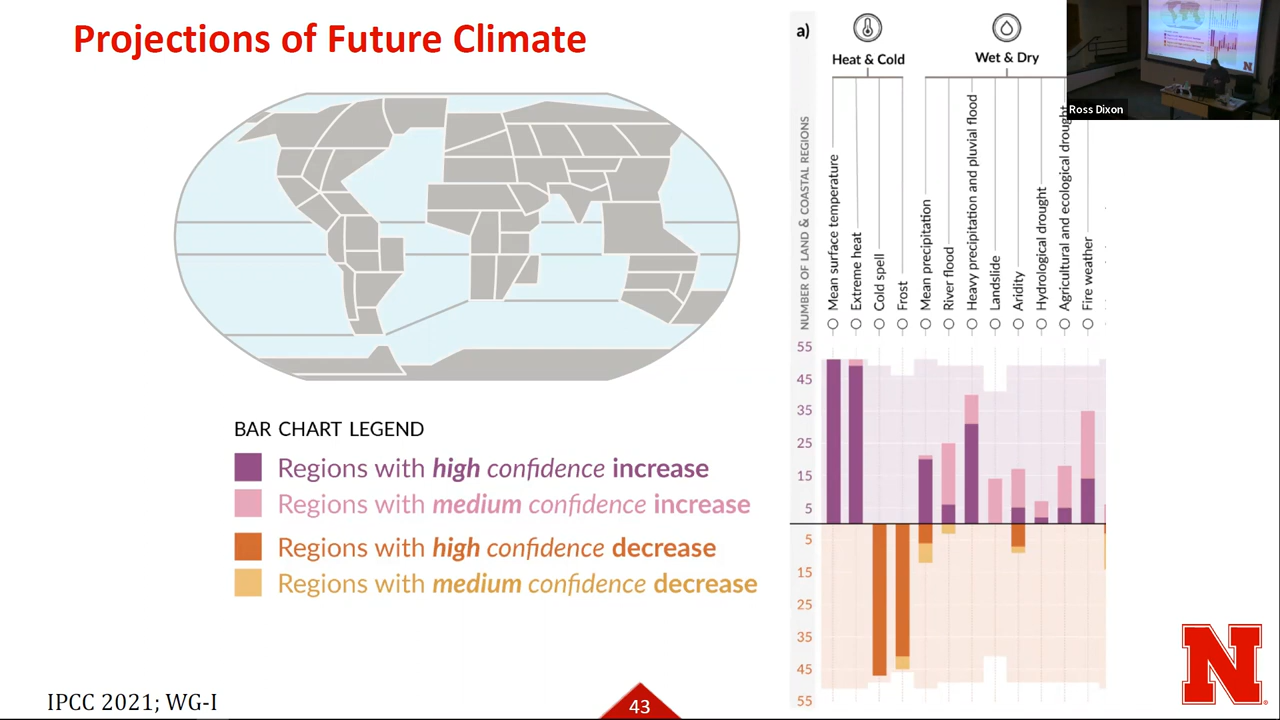 Projections of Future Climate
a)
Heat & Cold
Wet & Dry
Ross Dixon
NUMBER OF LAND & COASTAL REGIONS
Mean surface temperature
Extreme heat
Cold spell
Frost
Mean precipitation
River flood
Heavy precipitation and pluvial flood
Landslide
Aridity
Hydrological drought
Agricultural and ecological drought
Fire weather
55
45
35
25
15
5
5
15
25
35
45
55
BAR CHART LEGEND
Regions with high confidence increase
Regions with medium confidence increase
Regions with high confidence decrease
Regions with medium confidence decrease
IPCC 2021; WG-I
43
N